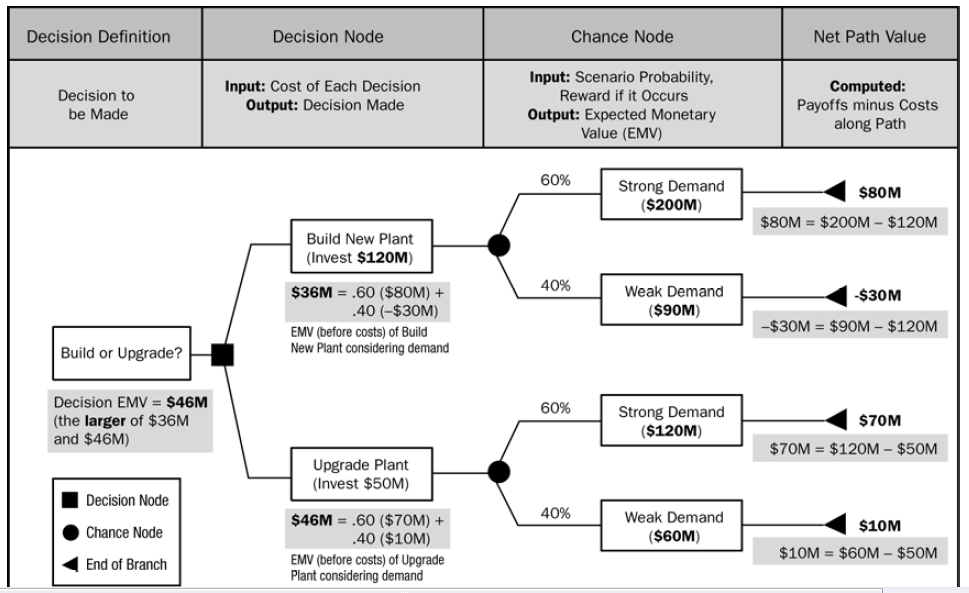 Decision Definition
Decision Node
Chance Node
Net Path Value
Decision to
be Made
Input: Cost of Each Decision
Output: Decision Made
Input: Scenario Probability,
Reward if it Occurs
Output: Expected Monetary
Value (EMV)
Computed:
Payoffs minus Costs
along Path
Build or Upgrade?
Decision EMV = $46M
(the larger of $36M
and $46M)
Build New Plant
(Invest $120M)
$36M = .60 ($80M) +
.40 (–$30M)
EMV (before costs) of Build
New Plant considering demand
60%
Strong Demand
($200M)
$80M
$80M = $200M – $120M
40%
Weak Demand
($90M)
-$30M
–$30M = $90M – $120M
Upgrade Plant
(Invest $50M)
$46M = .60 ($70M) +
.40 ($10M)
EMV (before costs) of Upgrade
Plant considering demand
60%
Strong Demand
($120M)
$70M
$70M = $120M – $50M
40%
Weak Demand
($60M)
$10M
$10M = $60M – $50M
Decision Node
Chance Node
End of Branch